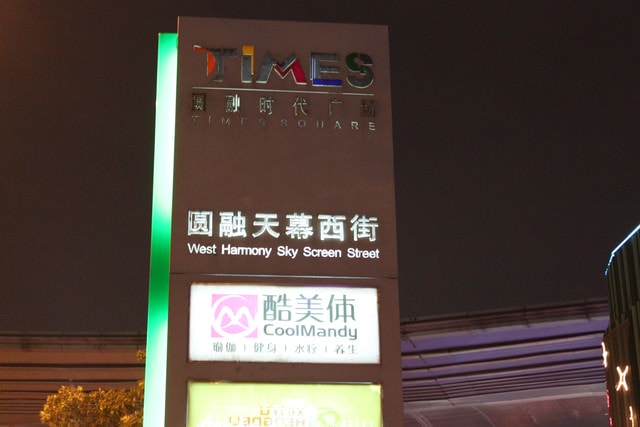 TIMES
圆融时代广场
TIMES SQUARE
圆融天幕西街
West Harmony Sky Screen Street
酷美体
CoolMandy
瑜伽 | 健身 | 水疗 | 养生